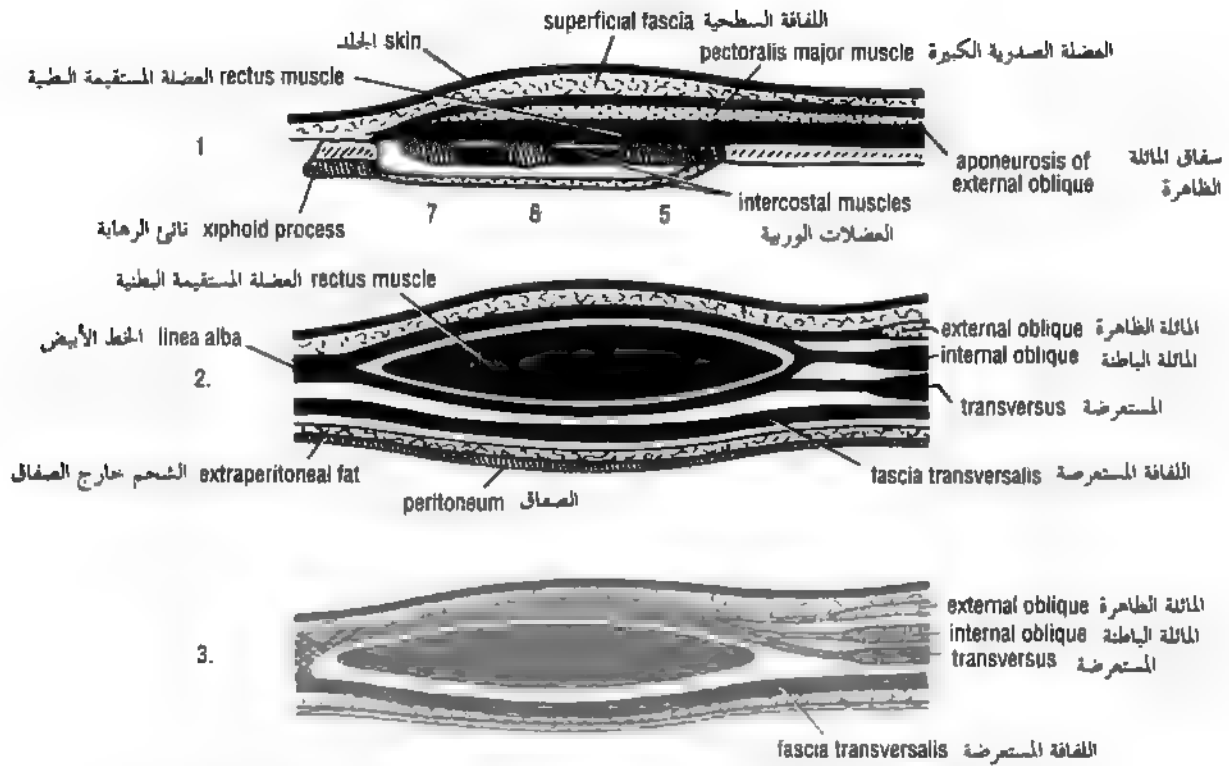 superficial fascia اللفافة السطحية
الجلد skin
pectoralis major muscle العضلة الصدرية الكبيرة
العضلة المستقيمة البطنية rectus muscle
1
aponeurosis of external oblique سفاق المائلة الظاهرة
intercostal muscles
العضلات الوربية
7 6 5
ناتئ الرهابة xiphoid process
العضلة المستقيمة البطنية rectus muscle
الخط الأبيض linea alba
2.
external oblique المائلة الظاهرة
internal oblique المائلة الباطنة
transversus المستعرضة
الشحم خارج الصفاق extraperitoneal fat
fascia transversalis اللفافة المستعرضة
peritoneum الصفاق
3.
external oblique المائلة الظاهرة
internal oblique المائلة الباطنة
transversus المستعرضة
fascia transversalis اللفافة المستعرضة